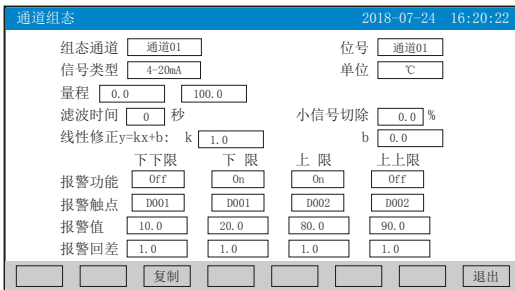 通道组态 2018-07-24 16:20:22
组态通道 通道01 位号 通道01
信号类型 4-20mA 单位 ℃
量程 0.0 100.0
滤波时间 0 秒 小信号切除 0.0 %
线性修正y=kx+b: k 1.0 b 0.0
下下限 下 限 上 限 上上限
报警功能 Off On On Off
报警触点 D001 D001 D002 D002
报警值 10.0 20.0 80.0 90.0
报警回差 1.0 1.0 1.0 1.0
复制 退出